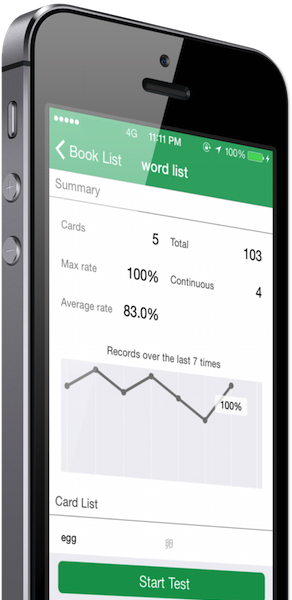 4G 11:11 PM 100%
Book List word list
Summary
Cards 5 Total 103
Max rate 100% Continuous 4
Average rate 83.0%
Records over the last 7 times
100%
Card List
egg
Start Test